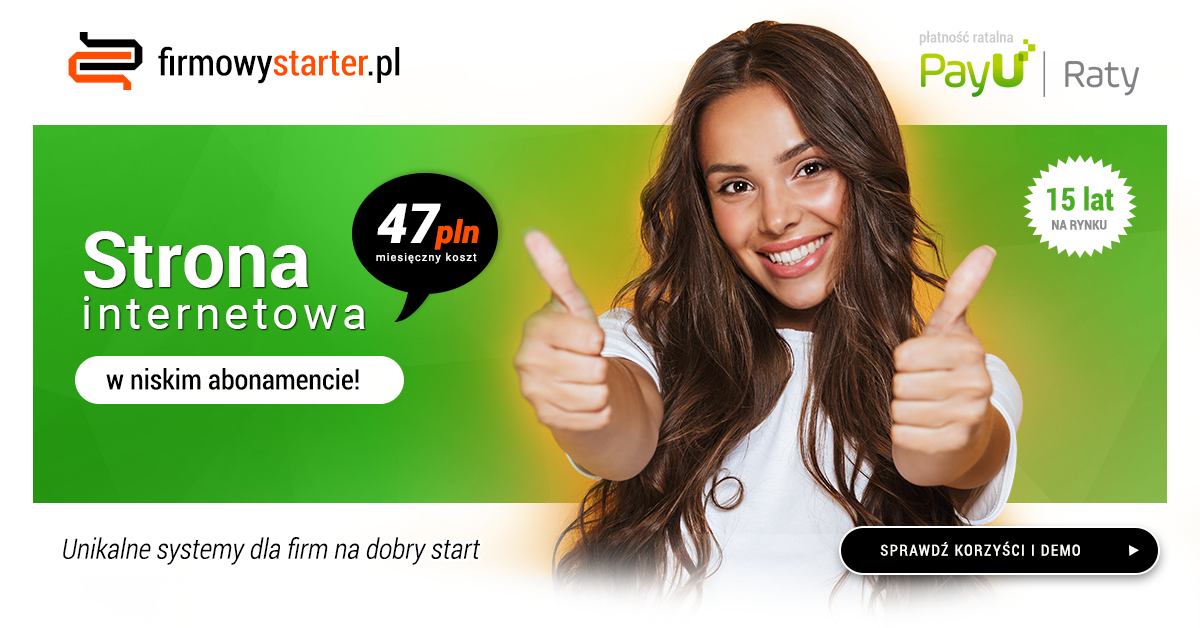 firmowystarter.pl
płatność ratalna
PayU | Raty
47pln
miesięczny koszt
15 lat
NA RYNKU
Strona
internetowa
w niskim abonamencie!
Unikalne systemy dla firm na dobry start
SPRAWDŹ KORZYŚCI I DEMO